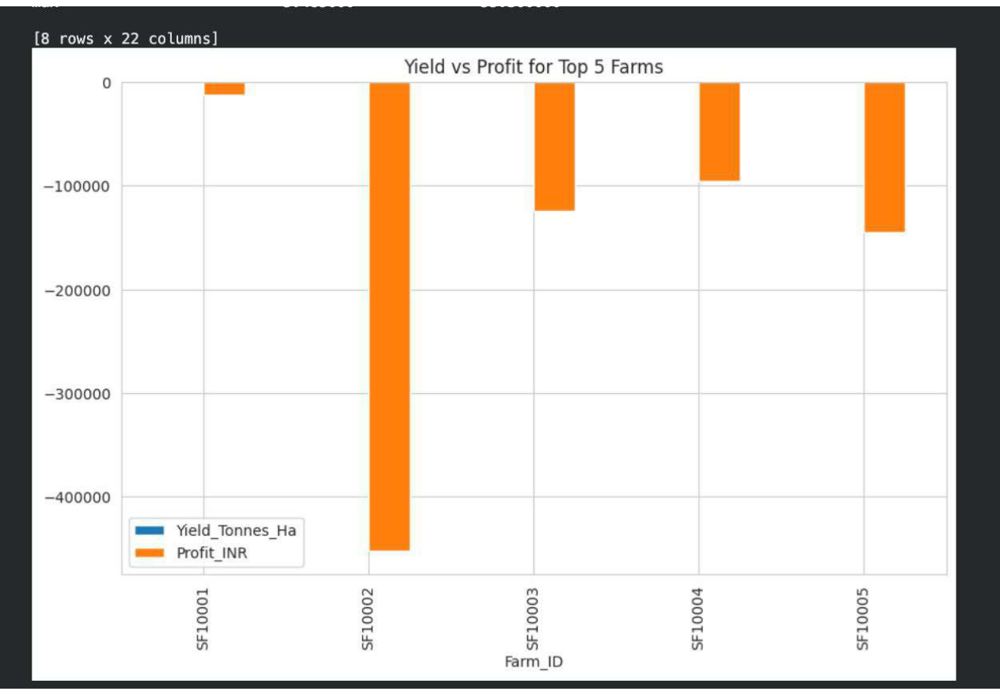 [8 rows x 22 columns]
Yield vs Profit for Top 5 Farms
0
−100000
−200000
−300000
−400000
Yield_Tonnes_Ha
Profit_INR
SF10001
SF10002
SF10003
SF10004
SF10005
Farm_ID